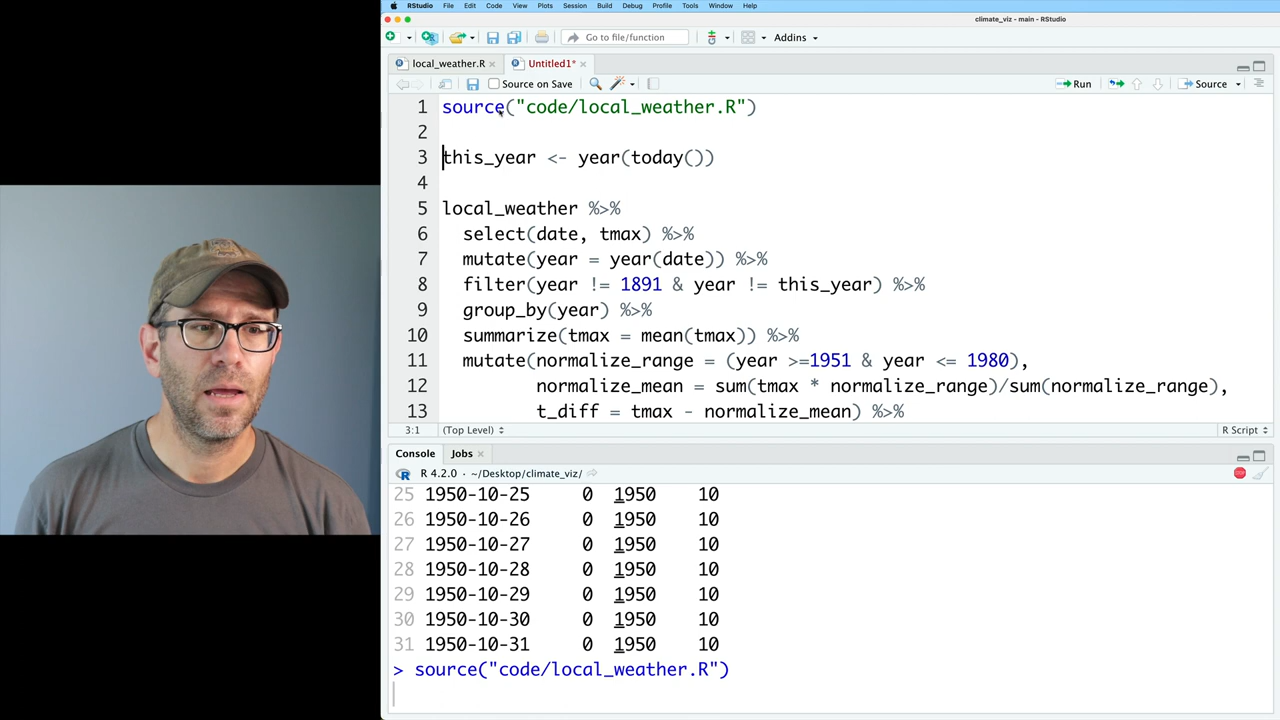 RStudio File Edit Code View Plots Session Build Debug Profile Tools Window Help
climate_viz - main - RStudio
Go to file/function Addins
local_weather.R Untitled1*
Source on Save Run Source
1 source("code/local_weather.R")
2
3 this_year <- year(today())
4
5 local_weather %>%
6 select(date, tmax) %>%
7 mutate(year = year(date)) %>%
8 filter(year != 1891 & year != this_year) %>%
9 group_by(year) %>%
10 summarize(tmax = mean(tmax)) %>%
11 mutate(normalize_range = (year >=1951 & year <= 1980),
12 normalize_mean = sum(tmax * normalize_range)/sum(normalize_range),
13 t_diff = tmax - normalize_mean) %>%
3:1 (Top Level) R Script
Console Jobs
R 4.2.0 · ~/Desktop/climate_viz/
25 1950-10-25 0 1950 10
26 1950-10-26 0 1950 10
27 1950-10-27 0 1950 10
28 1950-10-28 0 1950 10
29 1950-10-29 0 1950 10
30 1950-10-30 0 1950 10
31 1950-10-31 0 1950 10
> source("code/local_weather.R")